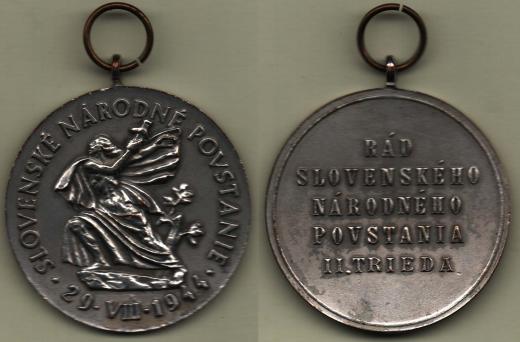 SLOVENSKÉ NÁRODNÉ POVSTANIE
· 29 · VIII · 1944 ·
RÁD
SLOVENSKÉHO
NÁRODNÉHO
POVSTANIA
II. TRIEDA